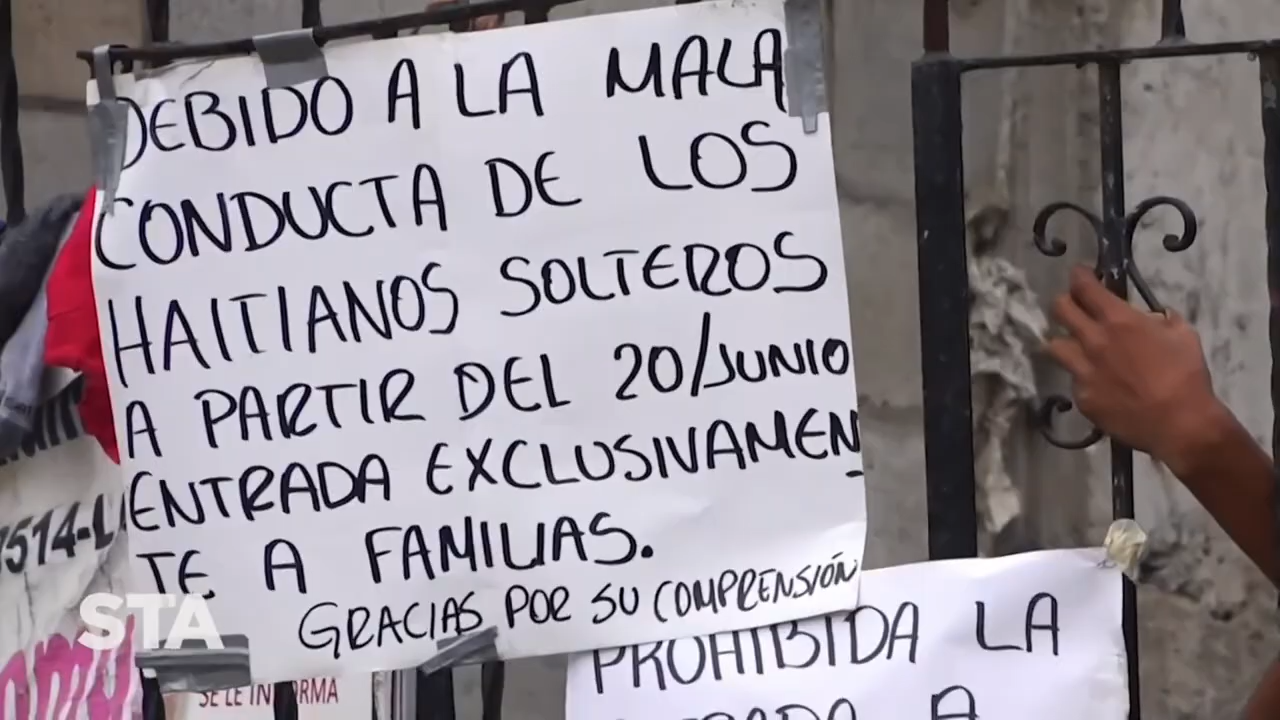 DEBIDO A LA MALA
CONDUCTA DE LOS
HAITIANOS SOLTEROS
A PARTIR DEL 20/JUNIO
ENTRADA EXCLUSIVAMEN
TE A FAMILIAS.
GRACIAS POR SU COMPRENSIÓN
PROHIBIDA LA
A
7514-L
STA
SE LE INFORMA